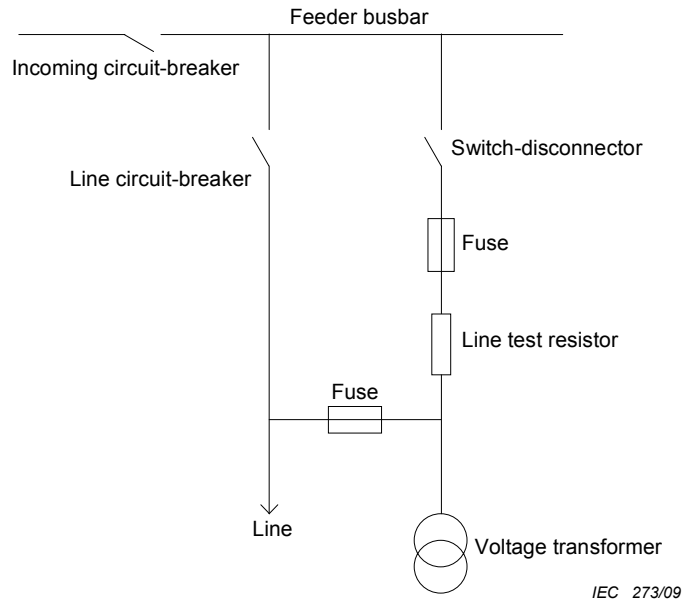 Feeder busbar
Incoming circuit-breaker
Switch-disconnector
Line circuit-breaker
Fuse
Line test resistor
Fuse
Line
Voltage transformer
IEC 273/09